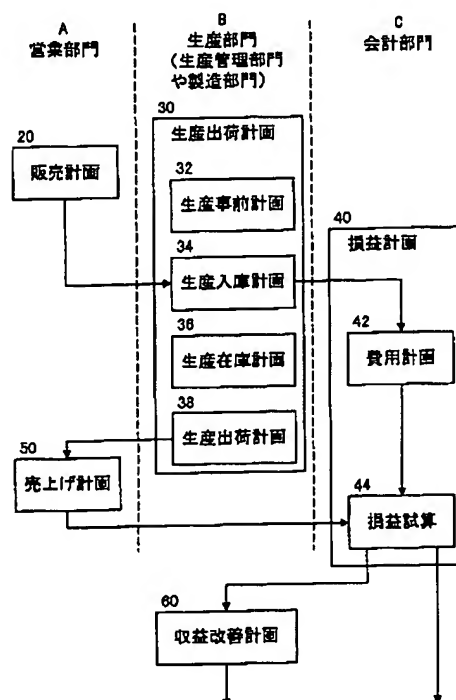 A
営業部門
B
生産部門
(生産管理部門
や製造部門)
C
会計部門
30
生産出荷計画
20
販売計画
32
生産事前計画
40
損益計画
34
生産入庫計画
42
費用計画
36
生産在庫計画
38
生産出荷計画
50
売上げ計画
44
損益試算
60
収益改善計画